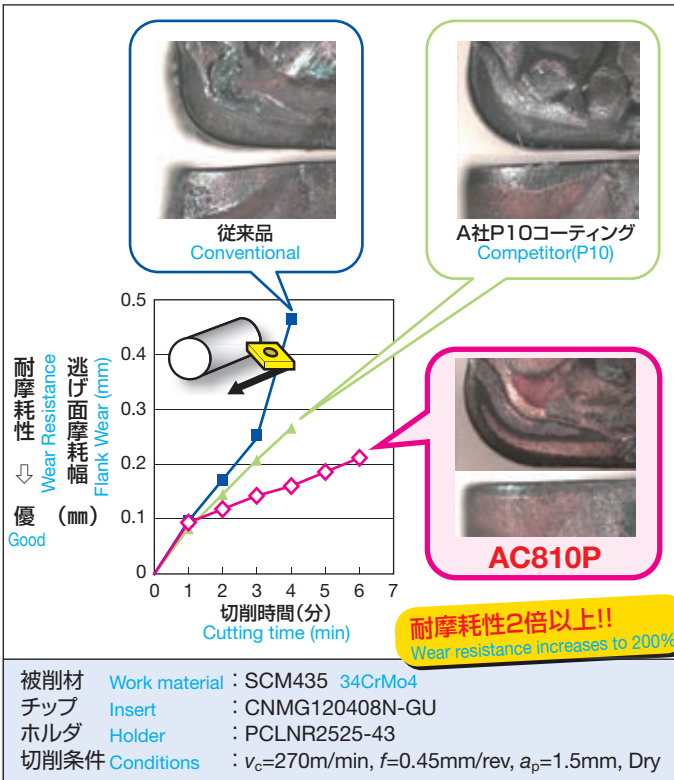 従来品
Conventional
A社P10コーティング
Competitor(P10)
耐摩耗性 ⇨ 優
Wear Resistance
Good
逃げ面摩耗幅 (mm)
Flank Wear (mm)
0.5
0.4
0.3
0.2
0.1
0
0 1 2 3 4 5 6 7
切削時間(分)
Cutting time (min)
AC810P
耐摩耗性2倍以上!!
Wear resistance increases to 200%
被削材 Work material : SCM435 34CrMo4
チップ Insert : CNMG120408N-GU
ホルダ Holder : PCLNR2525-43
切削条件 Conditions : vc=270m/min, f=0.45mm/rev, ap=1.5mm, Dry